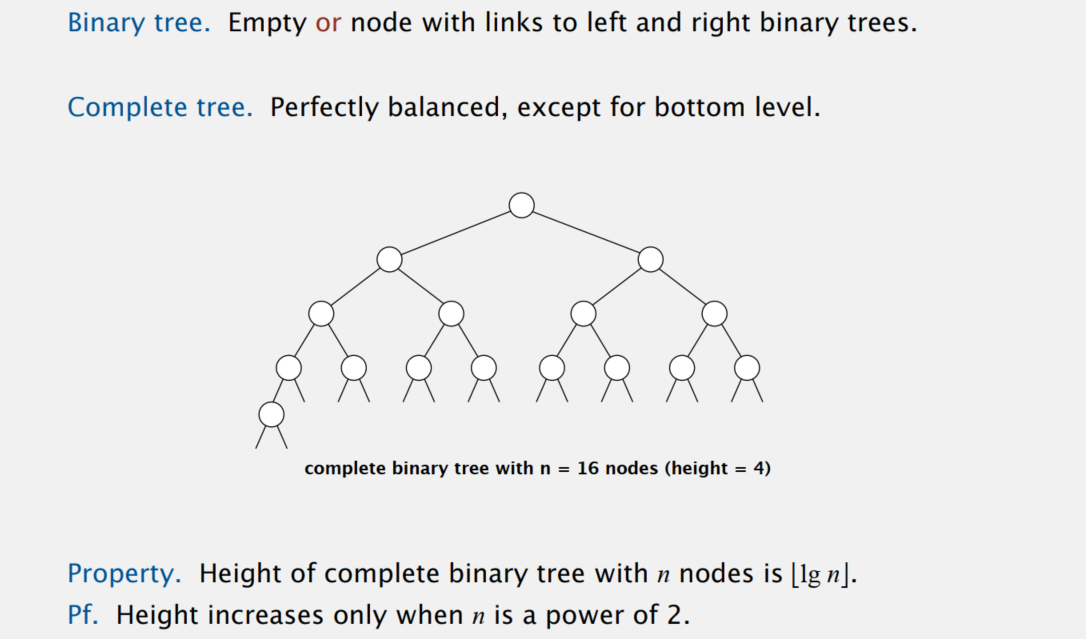 Binary tree. Empty or node with links to left and right binary trees.
Complete tree. Perfectly balanced, except for bottom level.
complete binary tree with n = 16 nodes (height = 4)
Property. Height of complete binary tree with n nodes is ⌊lg n⌋.
Pf. Height increases only when n is a power of 2.